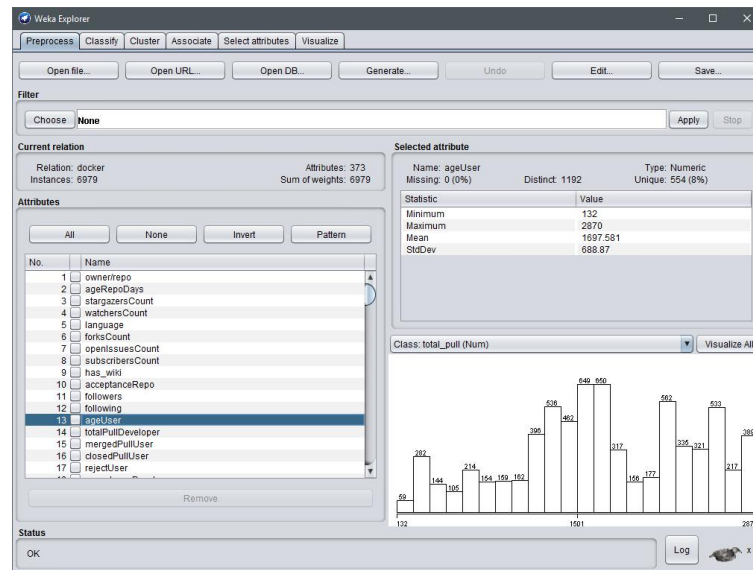 Weka Explorer
Preprocess Classify Cluster Associate Select attributes Visualize
Open file... Open URL... Open DB... Generate... Undo Edit... Save...
Filter
Choose None Apply Stop
Current relation
Relation: docker Attributes: 373
Instances: 6979 Sum of weights: 6979
Selected attribute
Name: ageUser Type: Numeric
Missing: 0 (0%) Distinct: 1192 Unique: 554 (8%)
Statistic Value
Minimum 132
Maximum 2870
Mean 1697.581
StdDev 688.87
Attributes
All None Invert Pattern
No. Name
1 owner/repo
2 ageRepoDays
3 stargazersCount
4 watchersCount
5 language
6 forksCount
7 openIssuesCount
8 subscribersCount
9 has_wiki
10 acceptanceRepo
11 followers
12 following
13 ageUser
14 totalPullDeveloper
15 mergedPullUser
16 closedPullUser
17 rejectUser
Remove
Class: total_pull (Num) Visualize All
59 282 144 105 214 154 159 162 396 536 462 649 650 317 156 177 562 335 321 533 217 389
132 1501 287
Status
OK
Log x